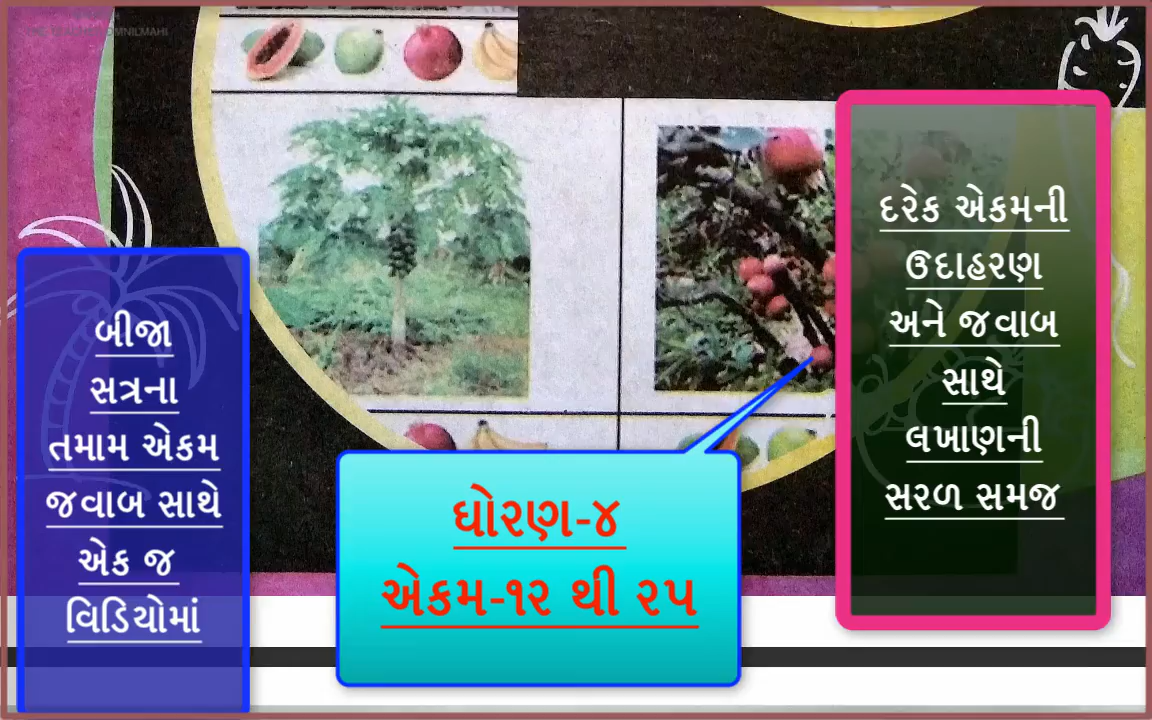 બીજા
સત્રના
તમામ એકમ
જવાબ સાથે
એક જ
વિડિયોમાં
ઘોરણ-૪
એકમ-૧૨ થી ૨૫
દરેક એકમની
ઉદાહરણ
અને જવાબ
સાથે
લખાણની
સરળ સમજ